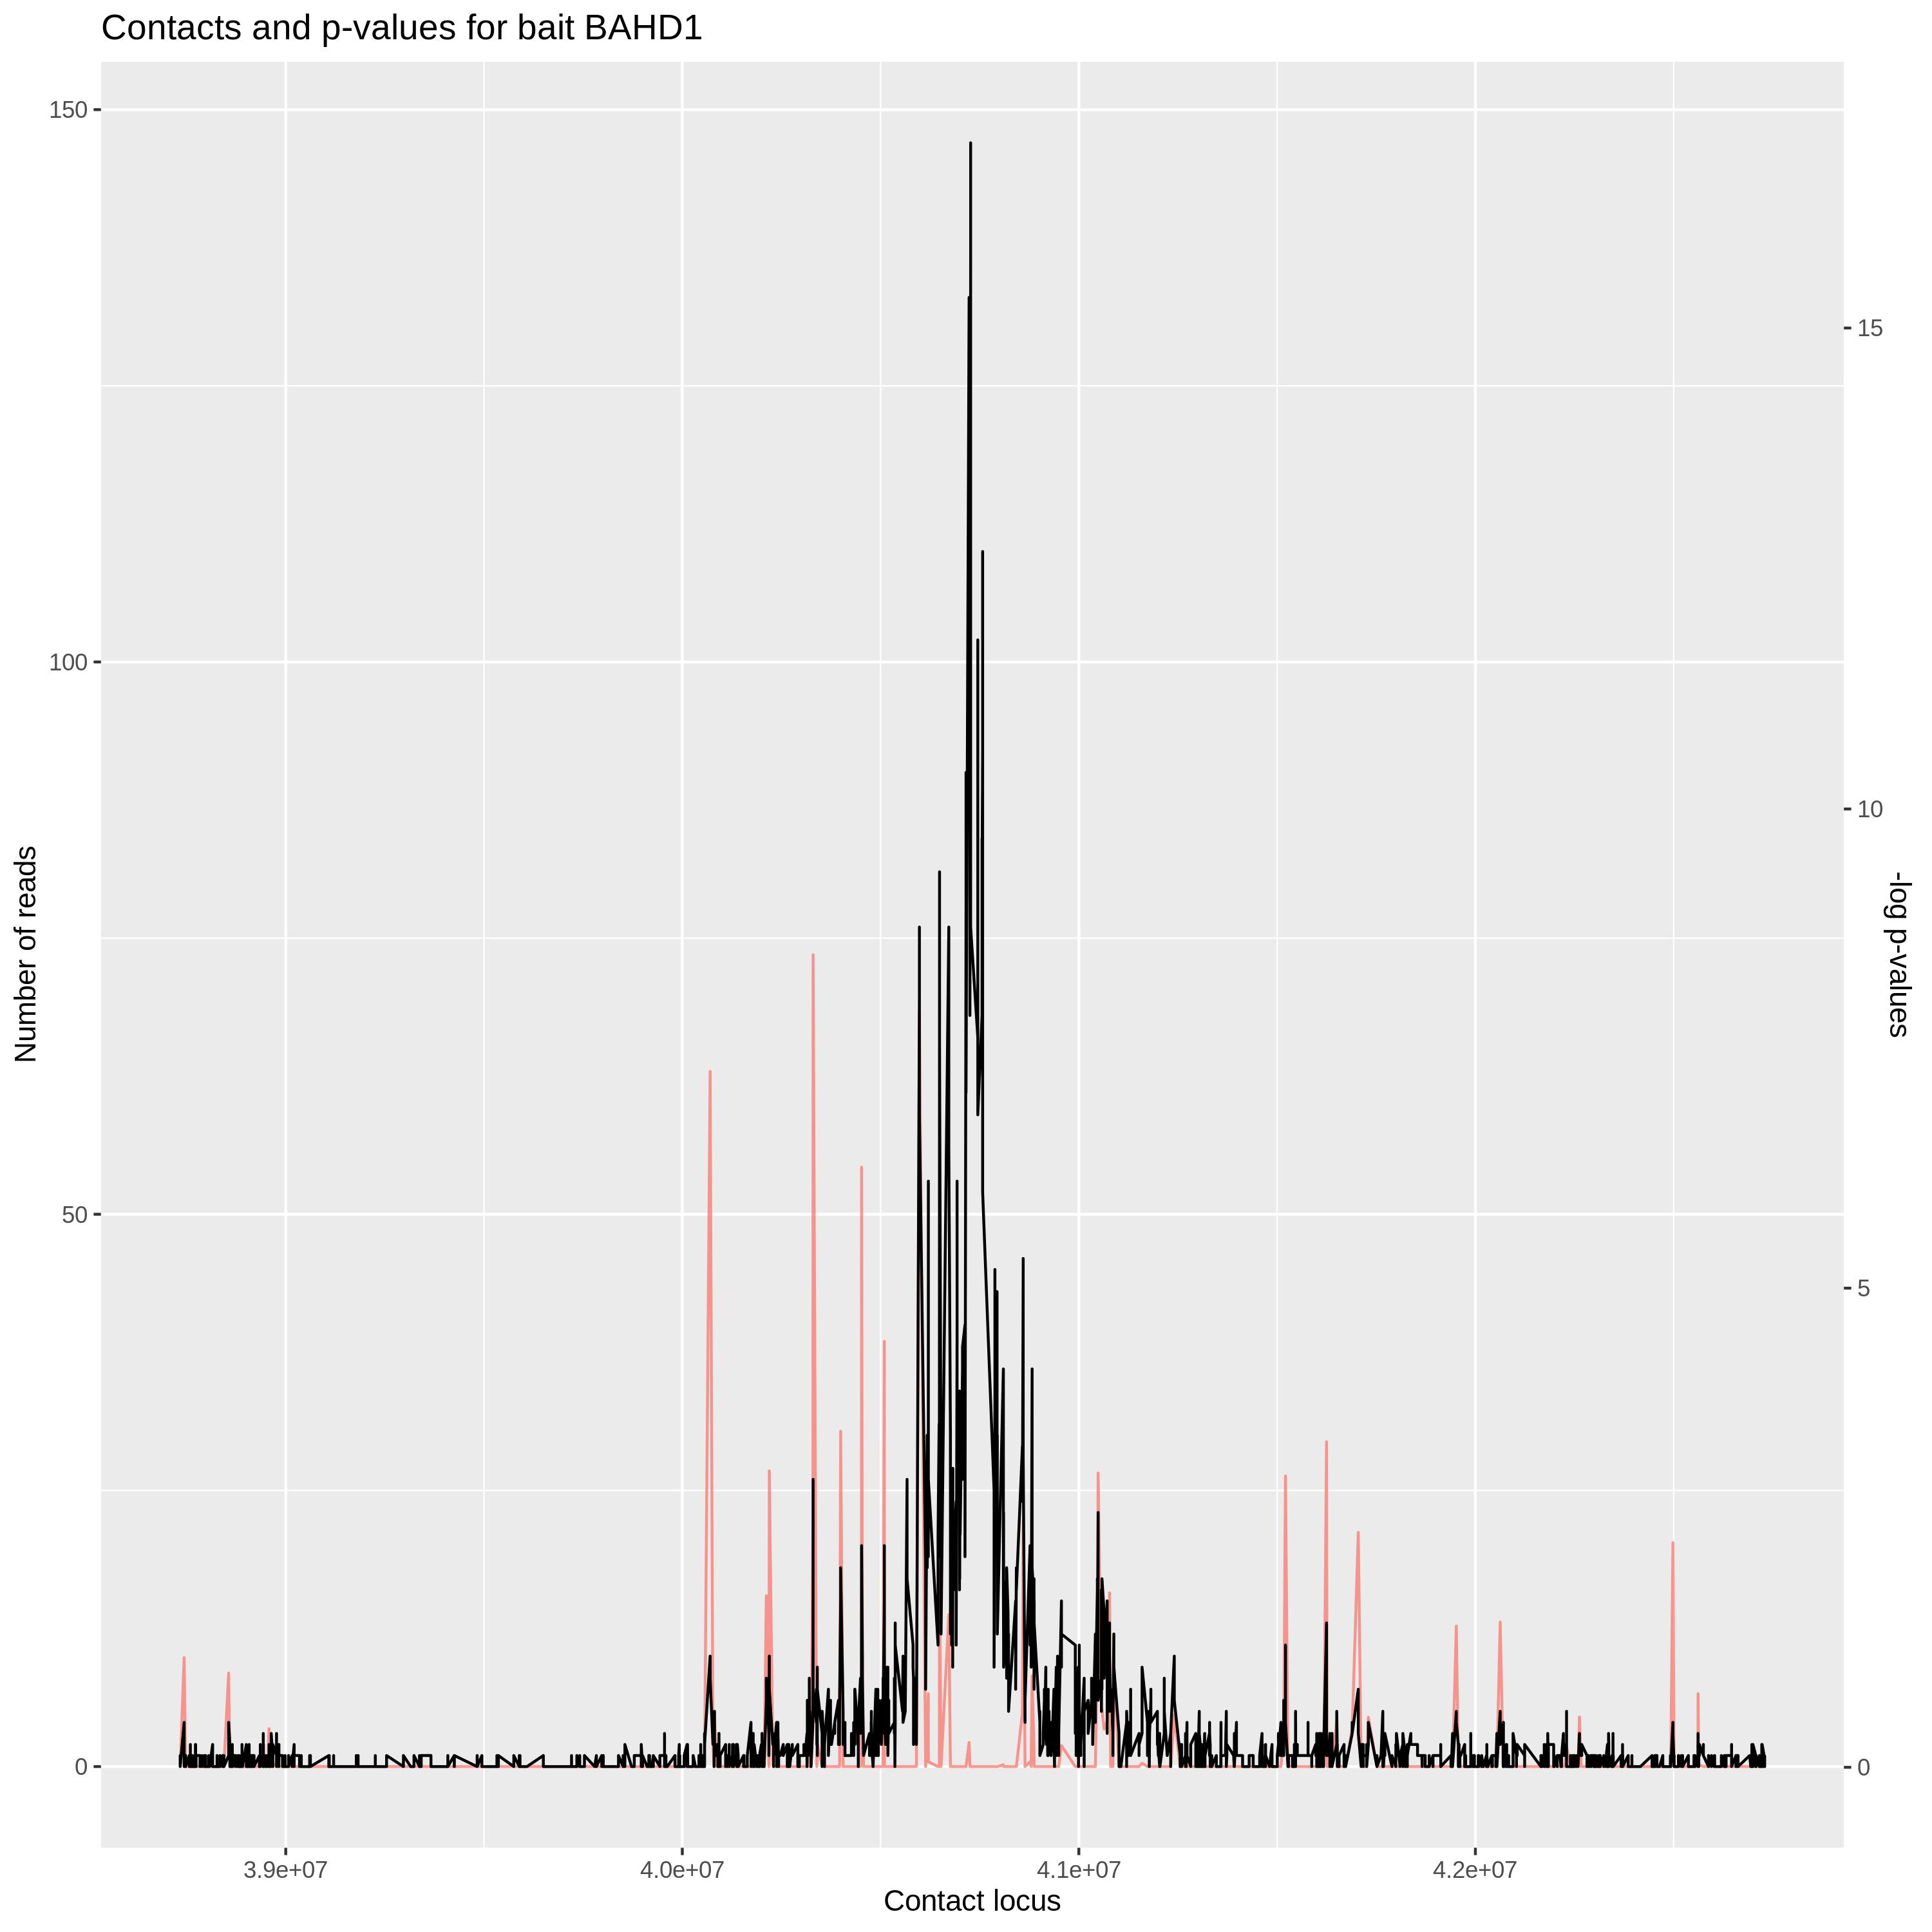 Contacts and p-values for bait BAHD1
150
100
50
0
Number of reads
15
10
5
0
-log p-values
3.9e+07
4.0e+07
4.1e+07
4.2e+07
Contact locus